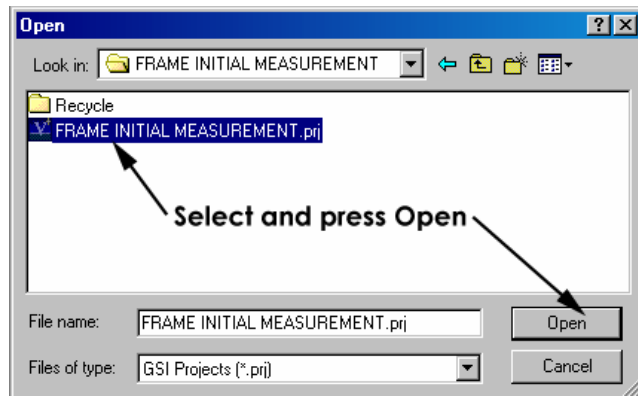 Open
Look in: FRAME INITIAL MEASUREMENT
Recycle
FRAME INITIAL MEASUREMENT.prj
Select and press Open
File name: FRAME INITIAL MEASUREMENT.prj Open
Files of type: GSI Projects (*.prj) Cancel